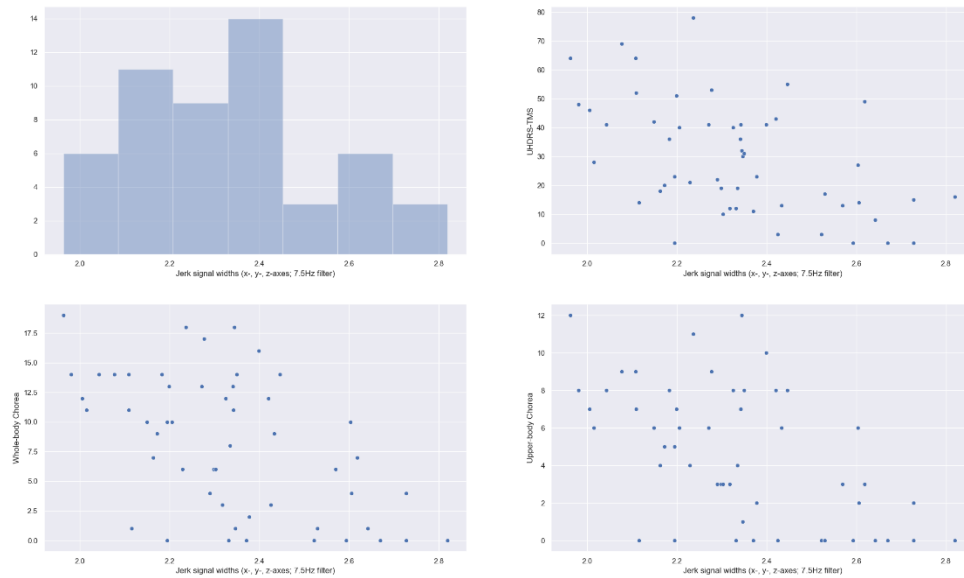 14
12
10
8
6
4
2
0
2.0 2.2 2.4 2.6 2.8
Jerk signal widths (x-, y-, z-axes; 7.5Hz filter)
80
70
60
50
40
30
20
10
0
UHDRS-TMS
2.0 2.2 2.4 2.6 2.8
Jerk signal widths (x-, y-, z-axes; 7.5Hz filter)
17.5
15.0
12.5
10.0
7.5
5.0
2.5
0.0
Whole-body Chorea
2.0 2.2 2.4 2.6 2.8
Jerk signal widths (x-, y-, z-axes; 7.5Hz filter)
12
10
8
6
4
2
0
Upper-body Chorea
2.0 2.2 2.4 2.6 2.8
Jerk signal widths (x-, y-, z-axes; 7.5Hz filter)